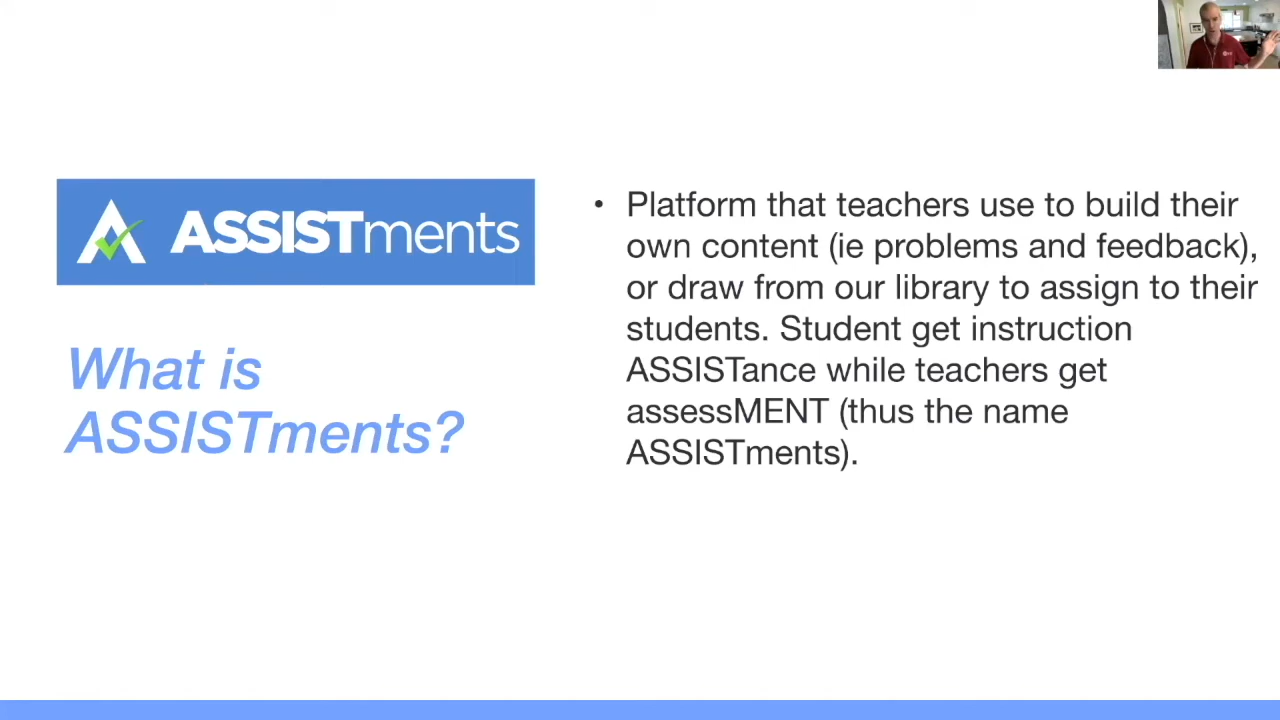 ASSISTments
What is
ASSISTments?
• Platform that teachers use to build their
own content (ie problems and feedback),
or draw from our library to assign to their
students. Student get instruction
ASSISTance while teachers get
assessMENT (thus the name
ASSISTments).